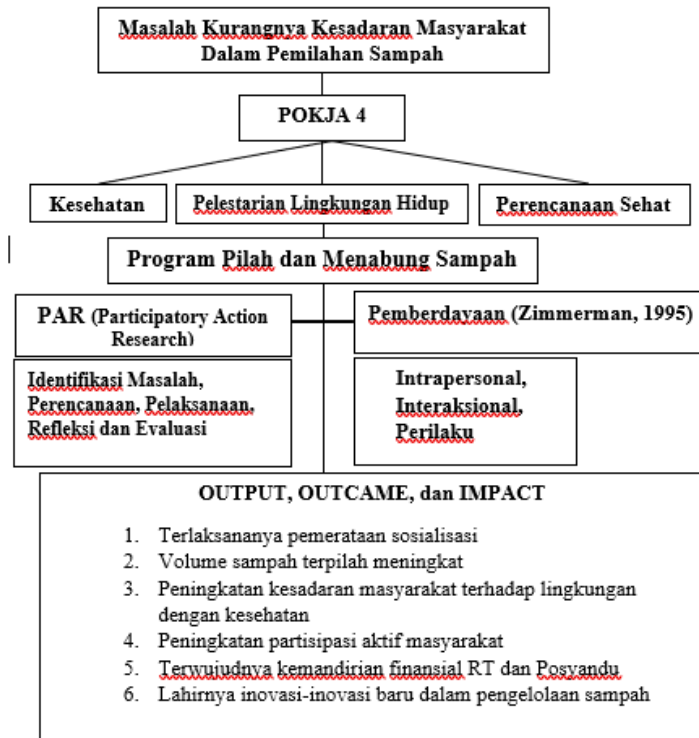 Masalah Kurangnya Kesadaran Masyarakat
Dalam Pemilahan Sampah
POKJA 4
Kesehatan
Pelestarian Lingkungan Hidup
Perencanaan Sehat
Program Pilah dan Menabung Sampah
PAR (Participatory Action
Research)
Pemberdayaan (Zimmerman, 1995)
Identifikasi Masalah,
Perencanaan, Pelaksanaan,
Refleksi dan Evaluasi
Intrapersonal,
Interaksional,
Perilaku
OUTPUT, OUTCAME, dan IMPACT
1. Terlaksananya pemerataan sosialisasi
2. Volume sampah terpilah meningkat
3. Peningkatan kesadaran masyarakat terhadap lingkungan
dengan kesehatan
4. Peningkatan partisipasi aktif masyarakat
5. Terwujudnya kemandirian finansial RT dan Posyandu
6. Lahirnya inovasi-inovasi baru dalam pengelolaan sampah